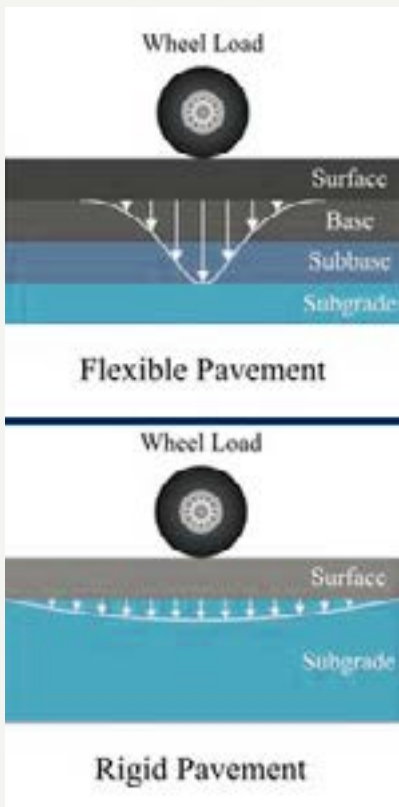 Wheel Load
Surface
Base
Subbase
Subgrade
Flexible Pavement
Wheel Load
Surface
Subgrade
Rigid Pavement